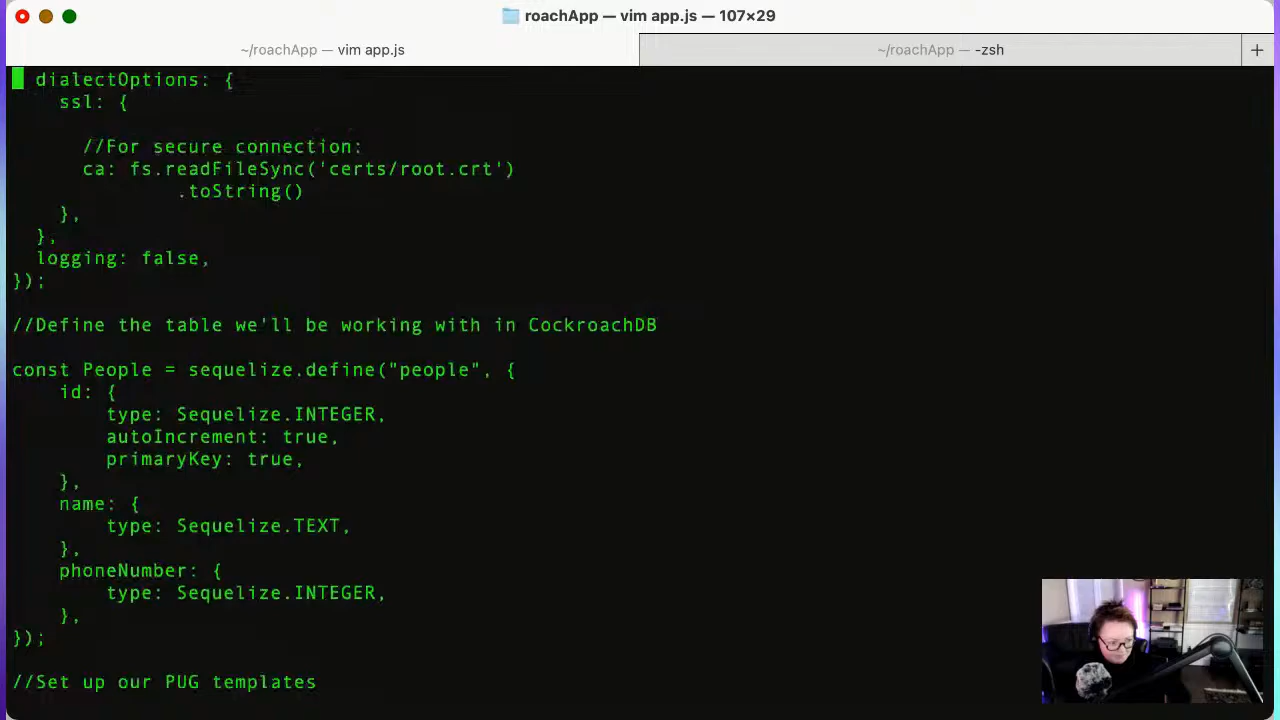 roachApp — vim app.js — 107×29
~/roachApp — vim app.js
~/roachApp — -zsh
+
dialectOptions: {
ssl: {
//For secure connection:
ca: fs.readFileSync('certs/root.crt')
.toString()
},
},
logging: false,
});
//Define the table we'll be working with in CockroachDB
const People = sequelize.define("people", {
id: {
type: Sequelize.INTEGER,
autoIncrement: true,
primaryKey: true,
},
name: {
type: Sequelize.TEXT,
},
phoneNumber: {
type: Sequelize.INTEGER,
},
});
//Set up our PUG templates